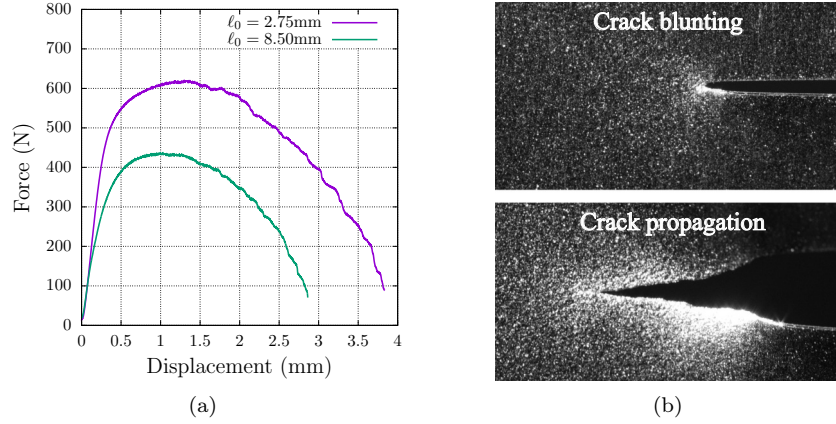 800
700
600
500
400
300
200
100
0
Force (N)
ℓ0 = 2.75mm
ℓ0 = 8.50mm
0 0.5 1 1.5 2 2.5 3 3.5 4
Displacement (mm)
(a)
Crack blunting
Crack propagation
(b)